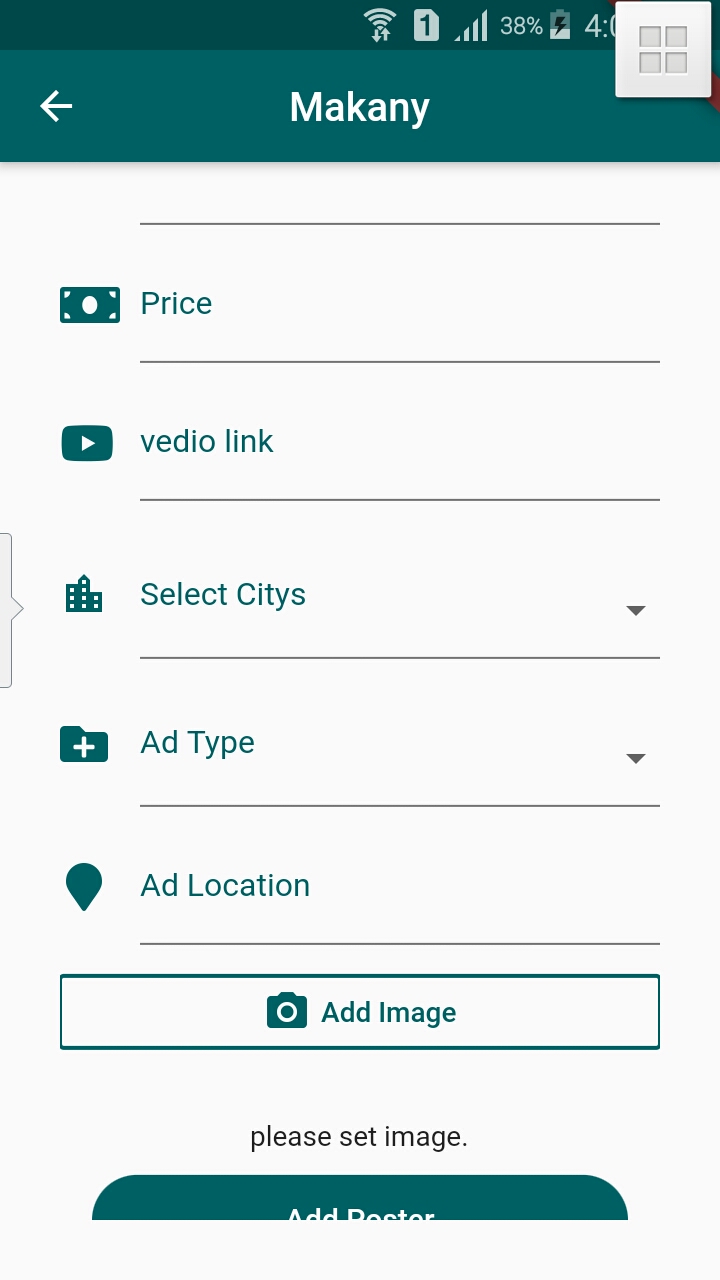 1 38% 4:0
Makany
Price
vedio link
Select Citys
Ad Type
Ad Location
Add Image
please set image.
Add Poster